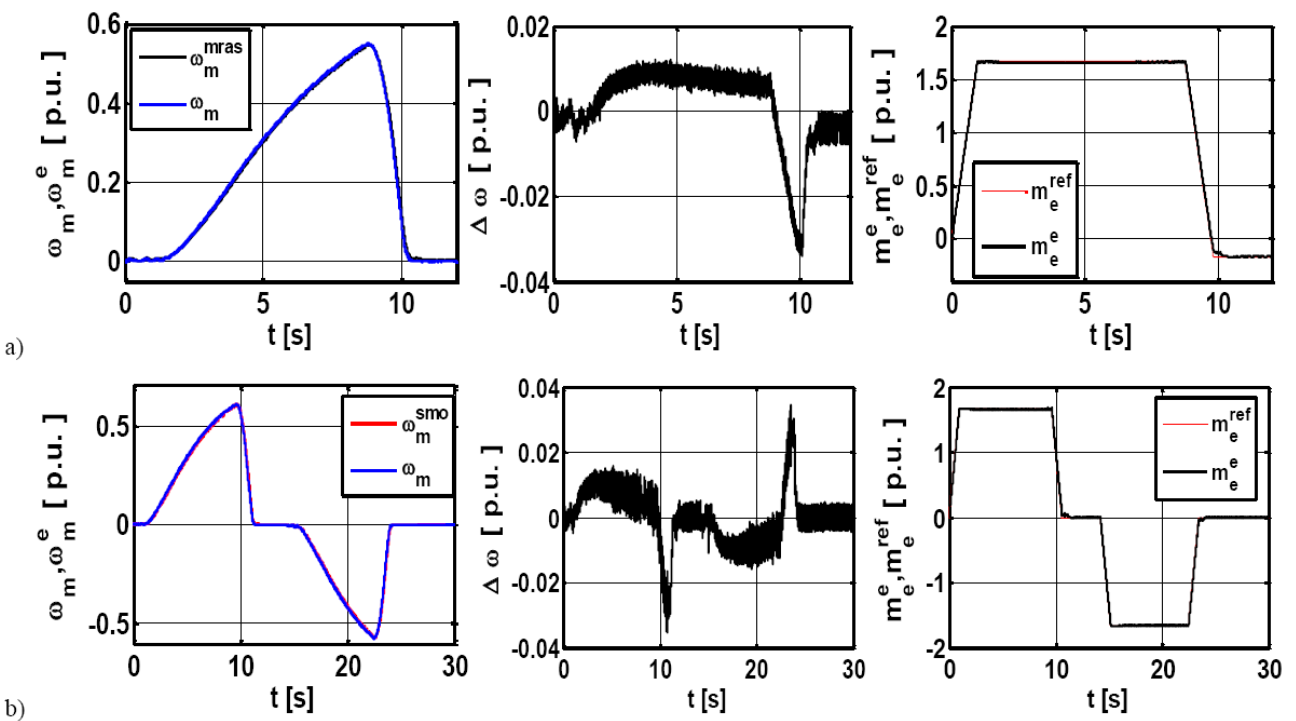 0.6
0.4
0.2
0
0
5
10
ω_m, ω_m^e [ p.u. ]
t [s]
ω_m^mras
ω_m
0.02
0
-0.02
-0.04
0
5
10
Δ ω [ p.u. ]
t [s]
2
1.5
1
0.5
0
0
5
10
m_e^e, m_e^ref [ p.u. ]
t [s]
m_e^ref
m_e^e
a)
0.5
0
-0.5
0
10
20
30
ω_m, ω_m^e [ p.u. ]
t [s]
ω_m^smo
ω_m
0.04
0.02
0
-0.02
-0.04
0
10
20
30
Δ ω [ p.u. ]
t [s]
2
1
0
-1
-2
0
10
20
30
m_e^e, m_e^ref [ p.u. ]
t [s]
m_e^ref
m_e^e
b)